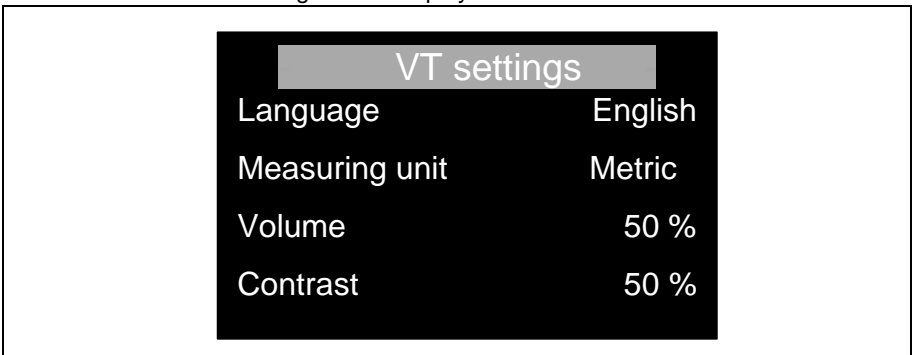 VT settings
Language English
Measuring unit Metric
Volume 50 %
Contrast 50 %